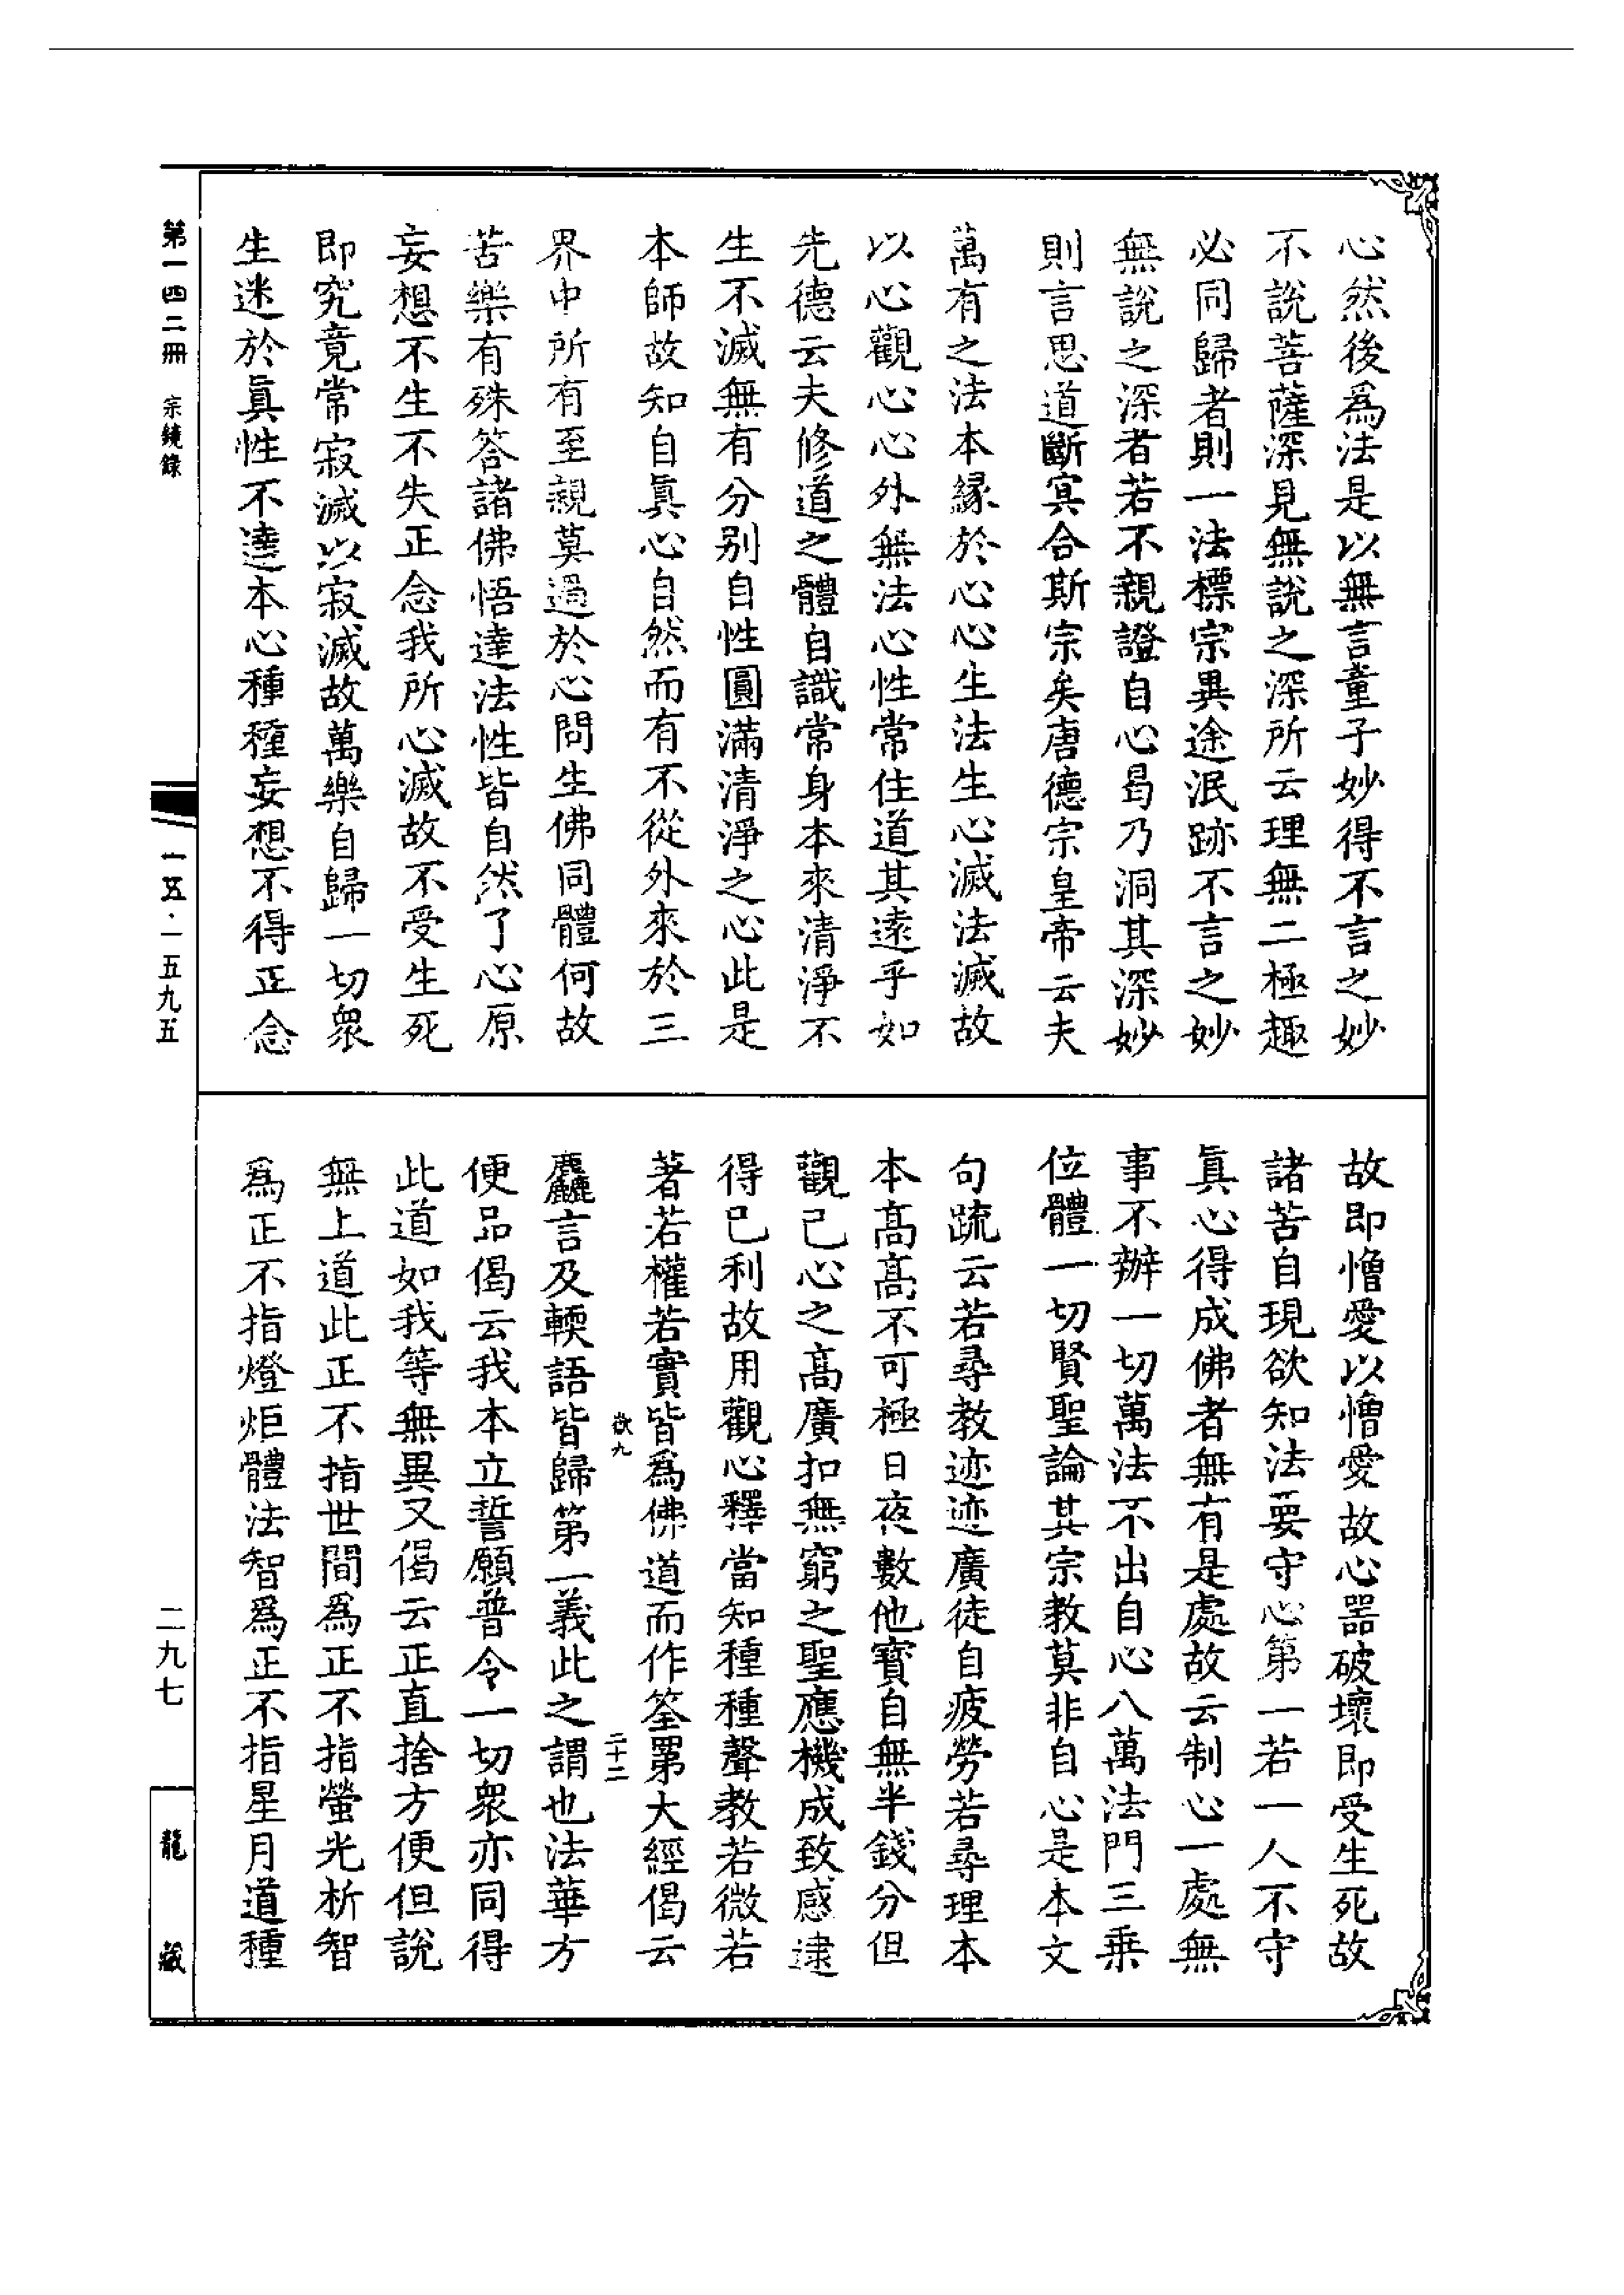 心然後爲法是以無言童子妙得不言之妙
不說菩薩深見無說之深所云理無二極趣
必同歸者則一法標宗異途泯跡不言之妙
無說之深者若不親證自心曷乃洞其深妙
則言思道斷冥合斯宗矣唐德宗皇帝云夫
萬有之法本緣於心心生法生心滅法滅故
以心觀心心外無法心性常住道其遠乎如
先德云夫修道之體自識常身本來清淨不
生不滅無有分別自性圓滿清淨之心此是
本師故知自眞心自然而有不從外來於三
界中所有至親莫過於心問生佛同體何故
苦樂有殊答諸佛悟達法性皆自然了心原
妄想不生不失正念我所心滅故不受生死
即究竟常寂滅以寂滅故萬樂自歸一切衆
生迷於眞性不達本心種種妄想不得正念
故即憎愛以憎愛故心器破壞即受生死故
諸苦自現欲知法要守心第一若一人不守
眞心得成佛者無有是處故云制心一處無
事不辦一切萬法不出自心八萬法門三乘
位體一切賢聖論其宗教莫非自心是本文
句疏云若尋教迹迹廣徒自疲勞若尋理本
本高高不可極日夜數他寶自無半錢分但
觀己心之高廣扣無窮之聖應機成致感逮
得已利故用觀心釋當知種種聲教若微若
著若權若實皆爲佛道而作筌罤大經偈云
麤言及輭語皆歸第一義此之謂也法華方
便品偈云我本立誓願普令一切衆亦同得
此道如我等無異又偈云正直捨方便但說
無上道此正不指世間爲正不指螢光析智
爲正不指燈炬體法智爲正不指星月道種
第一四二冊 宗鏡錄
一五·一五九五
二九七
龍藏
二十二